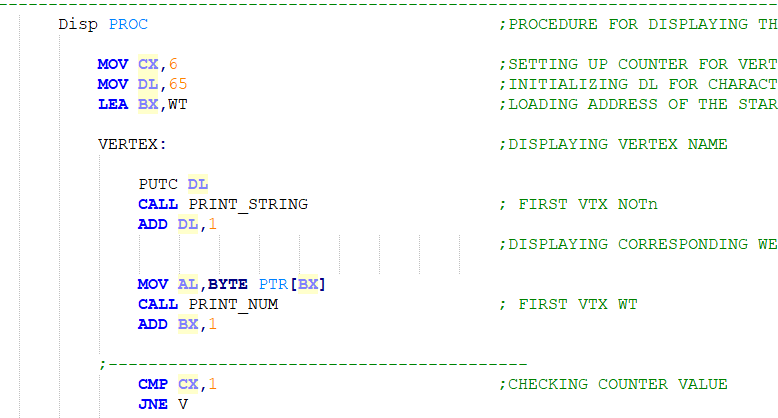 ;------------------------------------------------------------------------------
Disp PROC ;PROCEDURE FOR DISPLAYING TH
MOV CX,6 ;SETTING UP COUNTER FOR VERT
MOV DL,65 ;INITIALIZING DL FOR CHARACT
LEA BX,WT ;LOADING ADDRESS OF THE STAR
VERTEX: ;DISPLAYING VERTEX NAME
PUTC DL
CALL PRINT_STRING ; FIRST VTX NOTn
ADD DL,1
;DISPLAYING CORRESPONDING WE
MOV AL,BYTE PTR[BX]
CALL PRINT_NUM ; FIRST VTX WT
ADD BX,1
;------------------------------------------
CMP CX,1 ;CHECKING COUNTER VALUE
JNE V